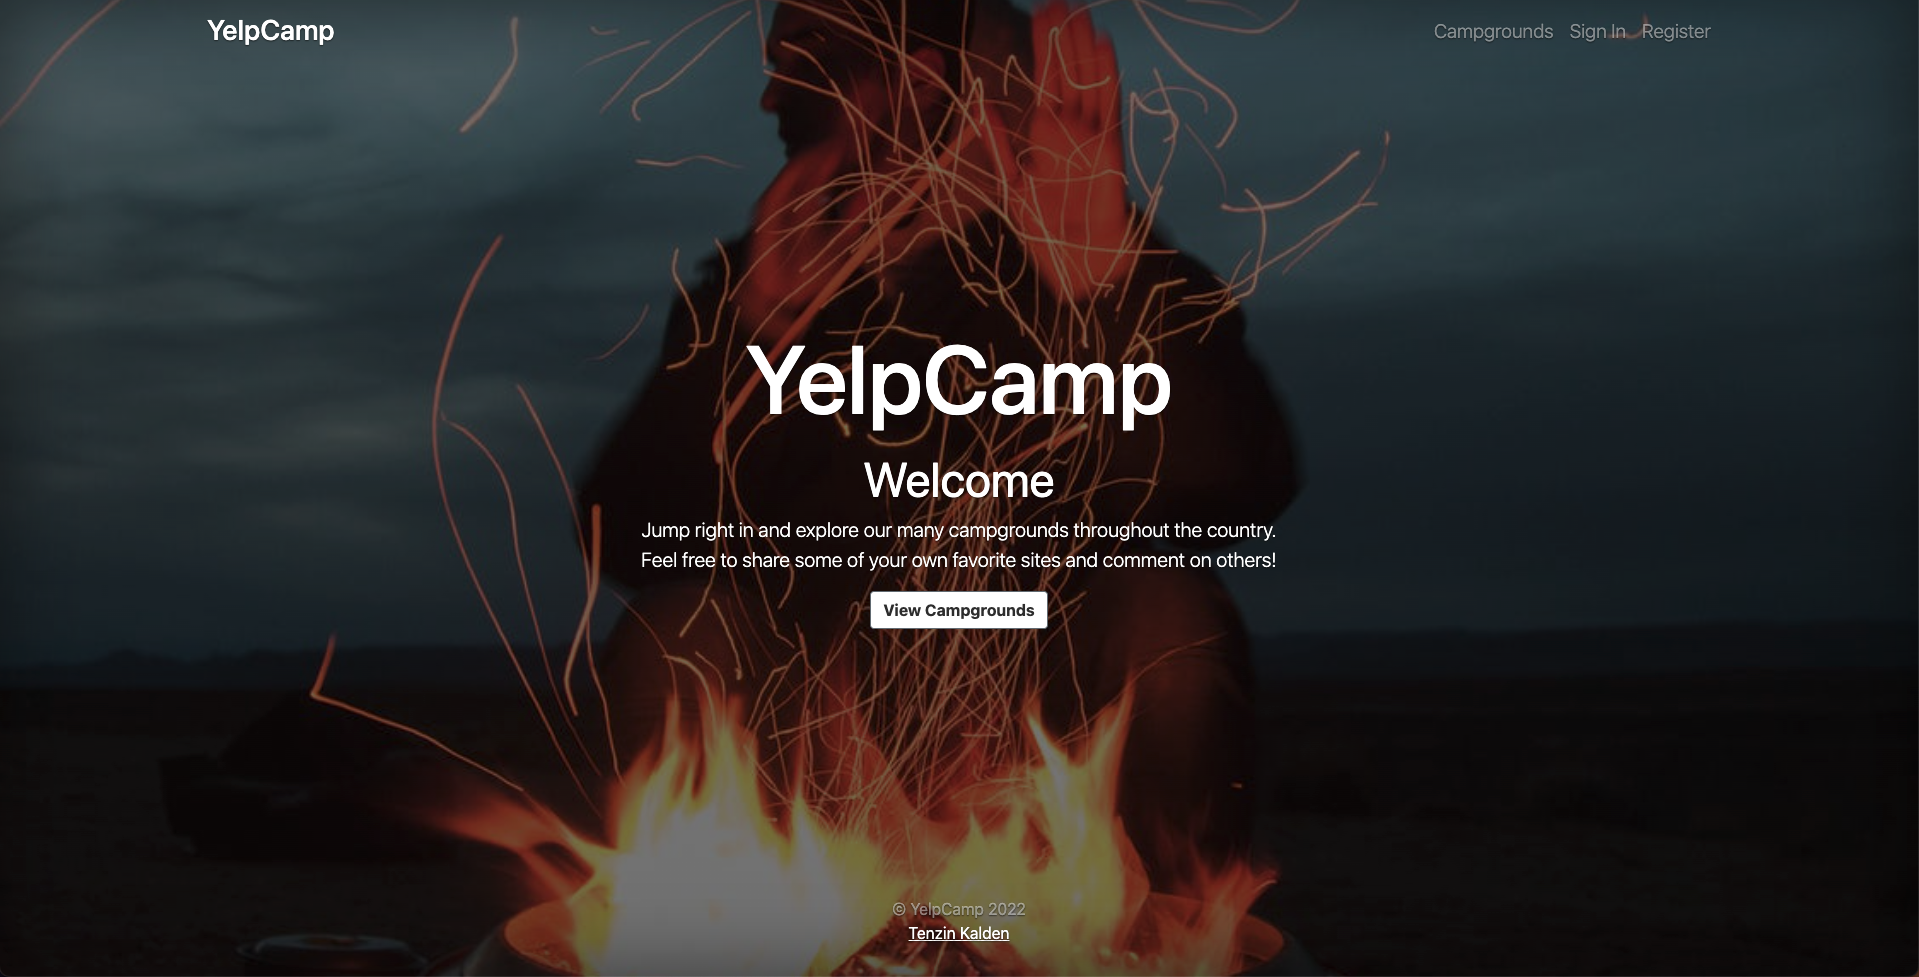 YelpCamp
Campgrounds Sign In Register
YelpCamp
Welcome
Jump right in and explore our many campgrounds throughout the country.
Feel free to share some of your own favorite sites and comment on others!
View Campgrounds
© YelpCamp 2022
Tenzin Kalden